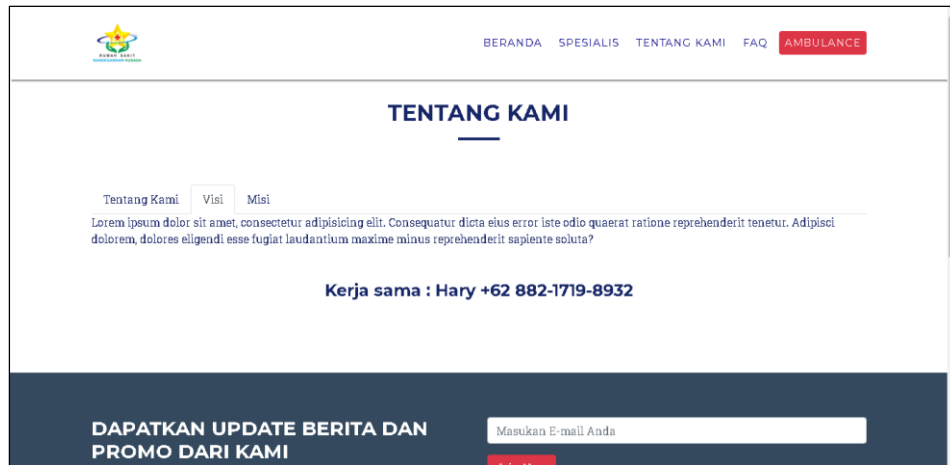 RUMAH SAKIT
BERANDA SPESIALIS TENTANG KAMI FAQ AMBULANCE
TENTANG KAMI
Tentang Kami Visi Misi
Lorem ipsum dolor sit amet, consectetur adipisicing elit. Consequatur dicta eius error iste odio quaerat ratione reprehenderit tenetur. Adipisci
dolorem, dolores eligendi esse fugiat laudantium maxime minus reprehenderit sapiente soluta?
Kerja sama : Hary +62 882-1719-8932
DAPATKAN UPDATE BERITA DAN
PROMO DARI KAMI
Masukan E-mail Anda